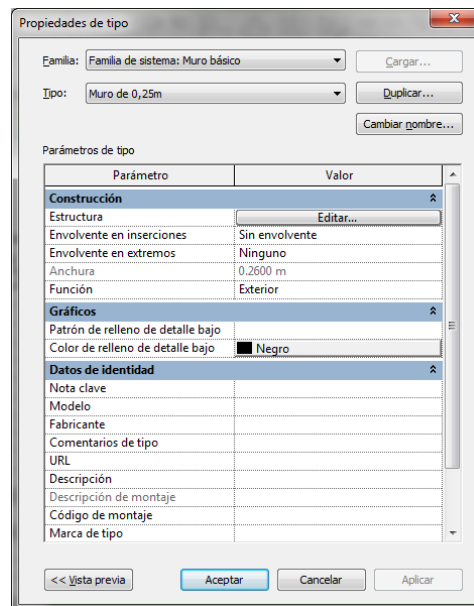 Propiedades de tipo
Familia: Familia de sistema: Muro básico Cargar...
Tipo: Muro de 0,25m Duplicar...
Cambiar nombre...
Parámetros de tipo
Parámetro Valor
Construcción
Estructura Editar...
Envolvente en inserciones Sin envolvente
Envolvente en extremos Ninguno
Anchura 0.2600 m
Función Exterior
Gráficos
Patrón de relleno de detalle bajo
Color de relleno de detalle bajo Negro
Datos de identidad
Nota clave
Modelo
Fabricante
Comentarios de tipo
URL
Descripción
Descripción de montaje
Código de montaje
Marca de tipo
<< Vista previa Aceptar Cancelar Aplicar